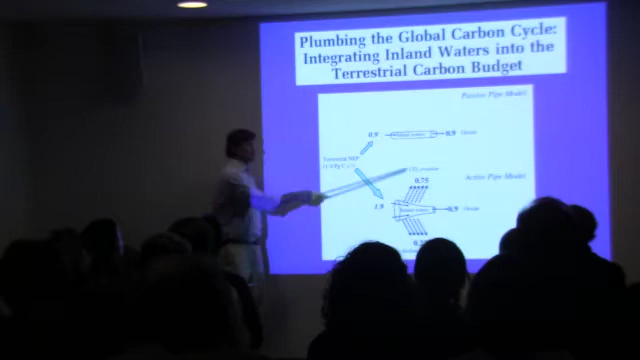 Plumbing the Global Carbon Cycle:
Integrating Inland Waters into the
Terrestrial Carbon Budget
Passive Pipe Model
0.9
0.9 Ocean
Terrestrial NEP
CO₂ evasion
0.75
Active Pipe Model
1.9
0.9 Ocean